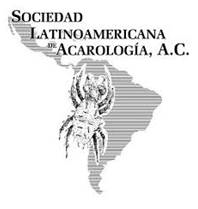 SOCIEDAD
LATINOAMERICANA
DE ACAROLOGÍA, A.C.